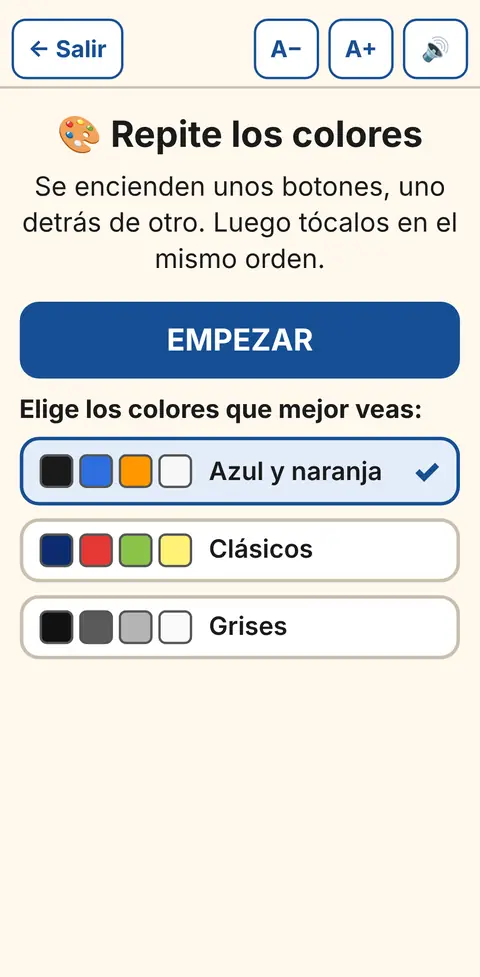 ← Salir
A−
A+
Repite los colores
Se encienden unos botones, uno
detrás de otro. Luego tócalos en el
mismo orden.
EMPEZAR
Elige los colores que mejor veas:
Azul y naranja
Clásicos
Grises